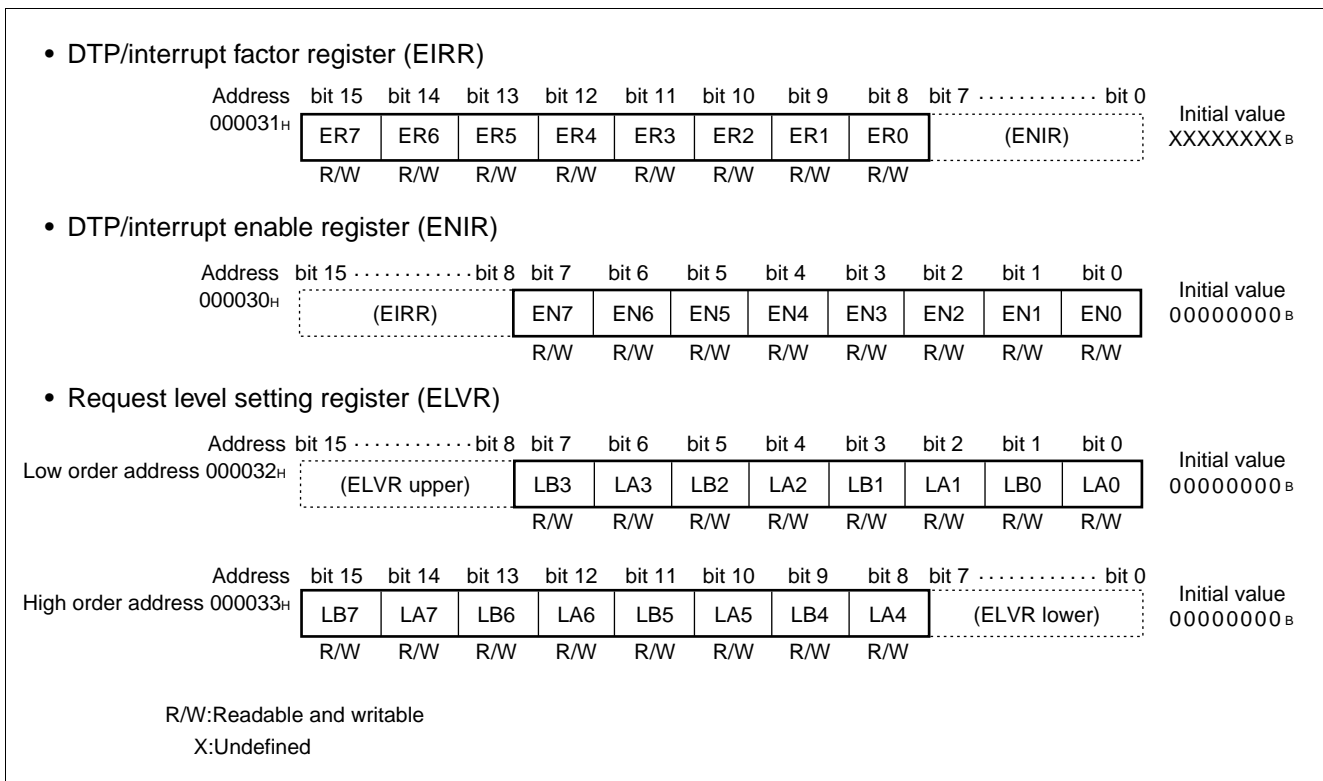 • DTP/interrupt factor register (EIRR)
Address bit 15 bit 14 bit 13 bit 12 bit 11 bit 10 bit 9 bit 8 bit 7 ············ bit 0
000031H ER7 ER6 ER5 ER4 ER3 ER2 ER1 ER0 (ENIR) Initial value XXXXXXXXB
R/W R/W R/W R/W R/W R/W R/W R/W
• DTP/interrupt enable register (ENIR)
Address bit 15 ············ bit 8 bit 7 bit 6 bit 5 bit 4 bit 3 bit 2 bit 1 bit 0
000030H (EIRR) EN7 EN6 EN5 EN4 EN3 EN2 EN1 EN0 Initial value 00000000B
R/W R/W R/W R/W R/W R/W R/W R/W
• Request level setting register (ELVR)
Address bit 15 ············ bit 8 bit 7 bit 6 bit 5 bit 4 bit 3 bit 2 bit 1 bit 0
Low order address 000032H (ELVR upper) LB3 LA3 LB2 LA2 LB1 LA1 LB0 LA0 Initial value 00000000B
R/W R/W R/W R/W R/W R/W R/W R/W
Address bit 15 bit 14 bit 13 bit 12 bit 11 bit 10 bit 9 bit 8 bit 7 ············ bit 0
High order address 000033H LB7 LA7 LB6 LA6 LB5 LA5 LB4 LA4 (ELVR lower) Initial value 00000000B
R/W R/W R/W R/W R/W R/W R/W R/W
R/W:Readable and writable
X:Undefined